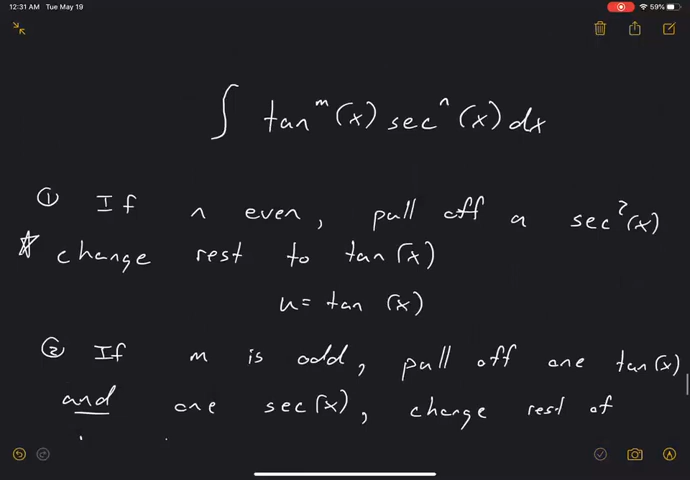 12:31 AM Tue May 19
59%
∫ tan^m (x) sec^n (x) dx
① If n even, pull off a sec²(x)
☆ change rest to tan(x)
u = tan (x)
② If m is odd, pull off one tan(x)
and one sec(x), change rest of